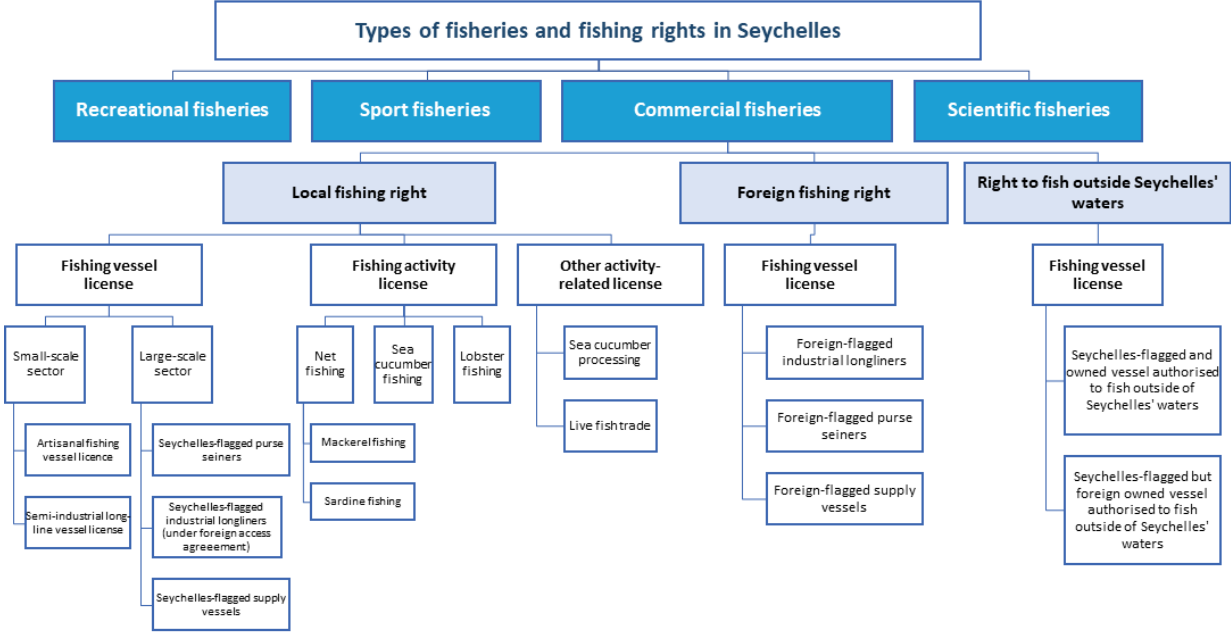 Types of fisheries and fishing rights in Seychelles
Recreational fisheries
Sport fisheries
Commercial fisheries
Scientific fisheries
Local fishing right
Foreign fishing right
Right to fish outside Seychelles'
waters
Fishing vessel
license
Fishing activity
license
Other activity-
related license
Fishing vessel
license
Fishing vessel
license
Small-scale
sector
Large-scale
sector
Net
fishing
Sea
cucumber
fishing
Lobster
fishing
Sea cucumber
processing
Live fish trade
Foreign-flagged
industrial longliners
Foreign-flagged purse
seiners
Foreign-flagged supply
vessels
Seychelles-flagged and
owned vessel authorised
to fish outside of
Seychelles' waters
Seychelles-flagged but
foreign owned vessel
authorised to fish
outside of Seychelles'
waters
Artisanal fishing
vessel licence
Semi-industrial long-
line vessel license
Seychelles-flagged purse
seiners
Seychelles-flagged
industrial longliners
(under foreign access
agreeement)
Seychelles-flagged supply
vessels
Mackerel fishing
Sardine fishing